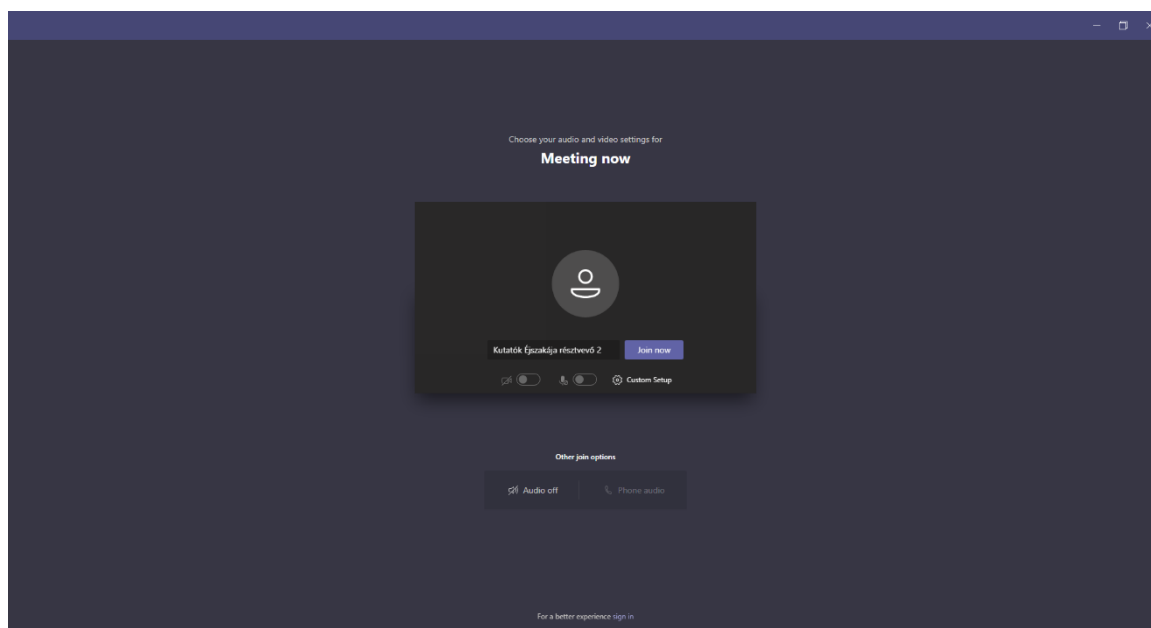 Choose your audio and video settings for
Meeting now
Kutatók Éjszakája résztvevő 2
Join now
Custom Setup
Other join options
Audio off
Phone audio
For a better experience sign in